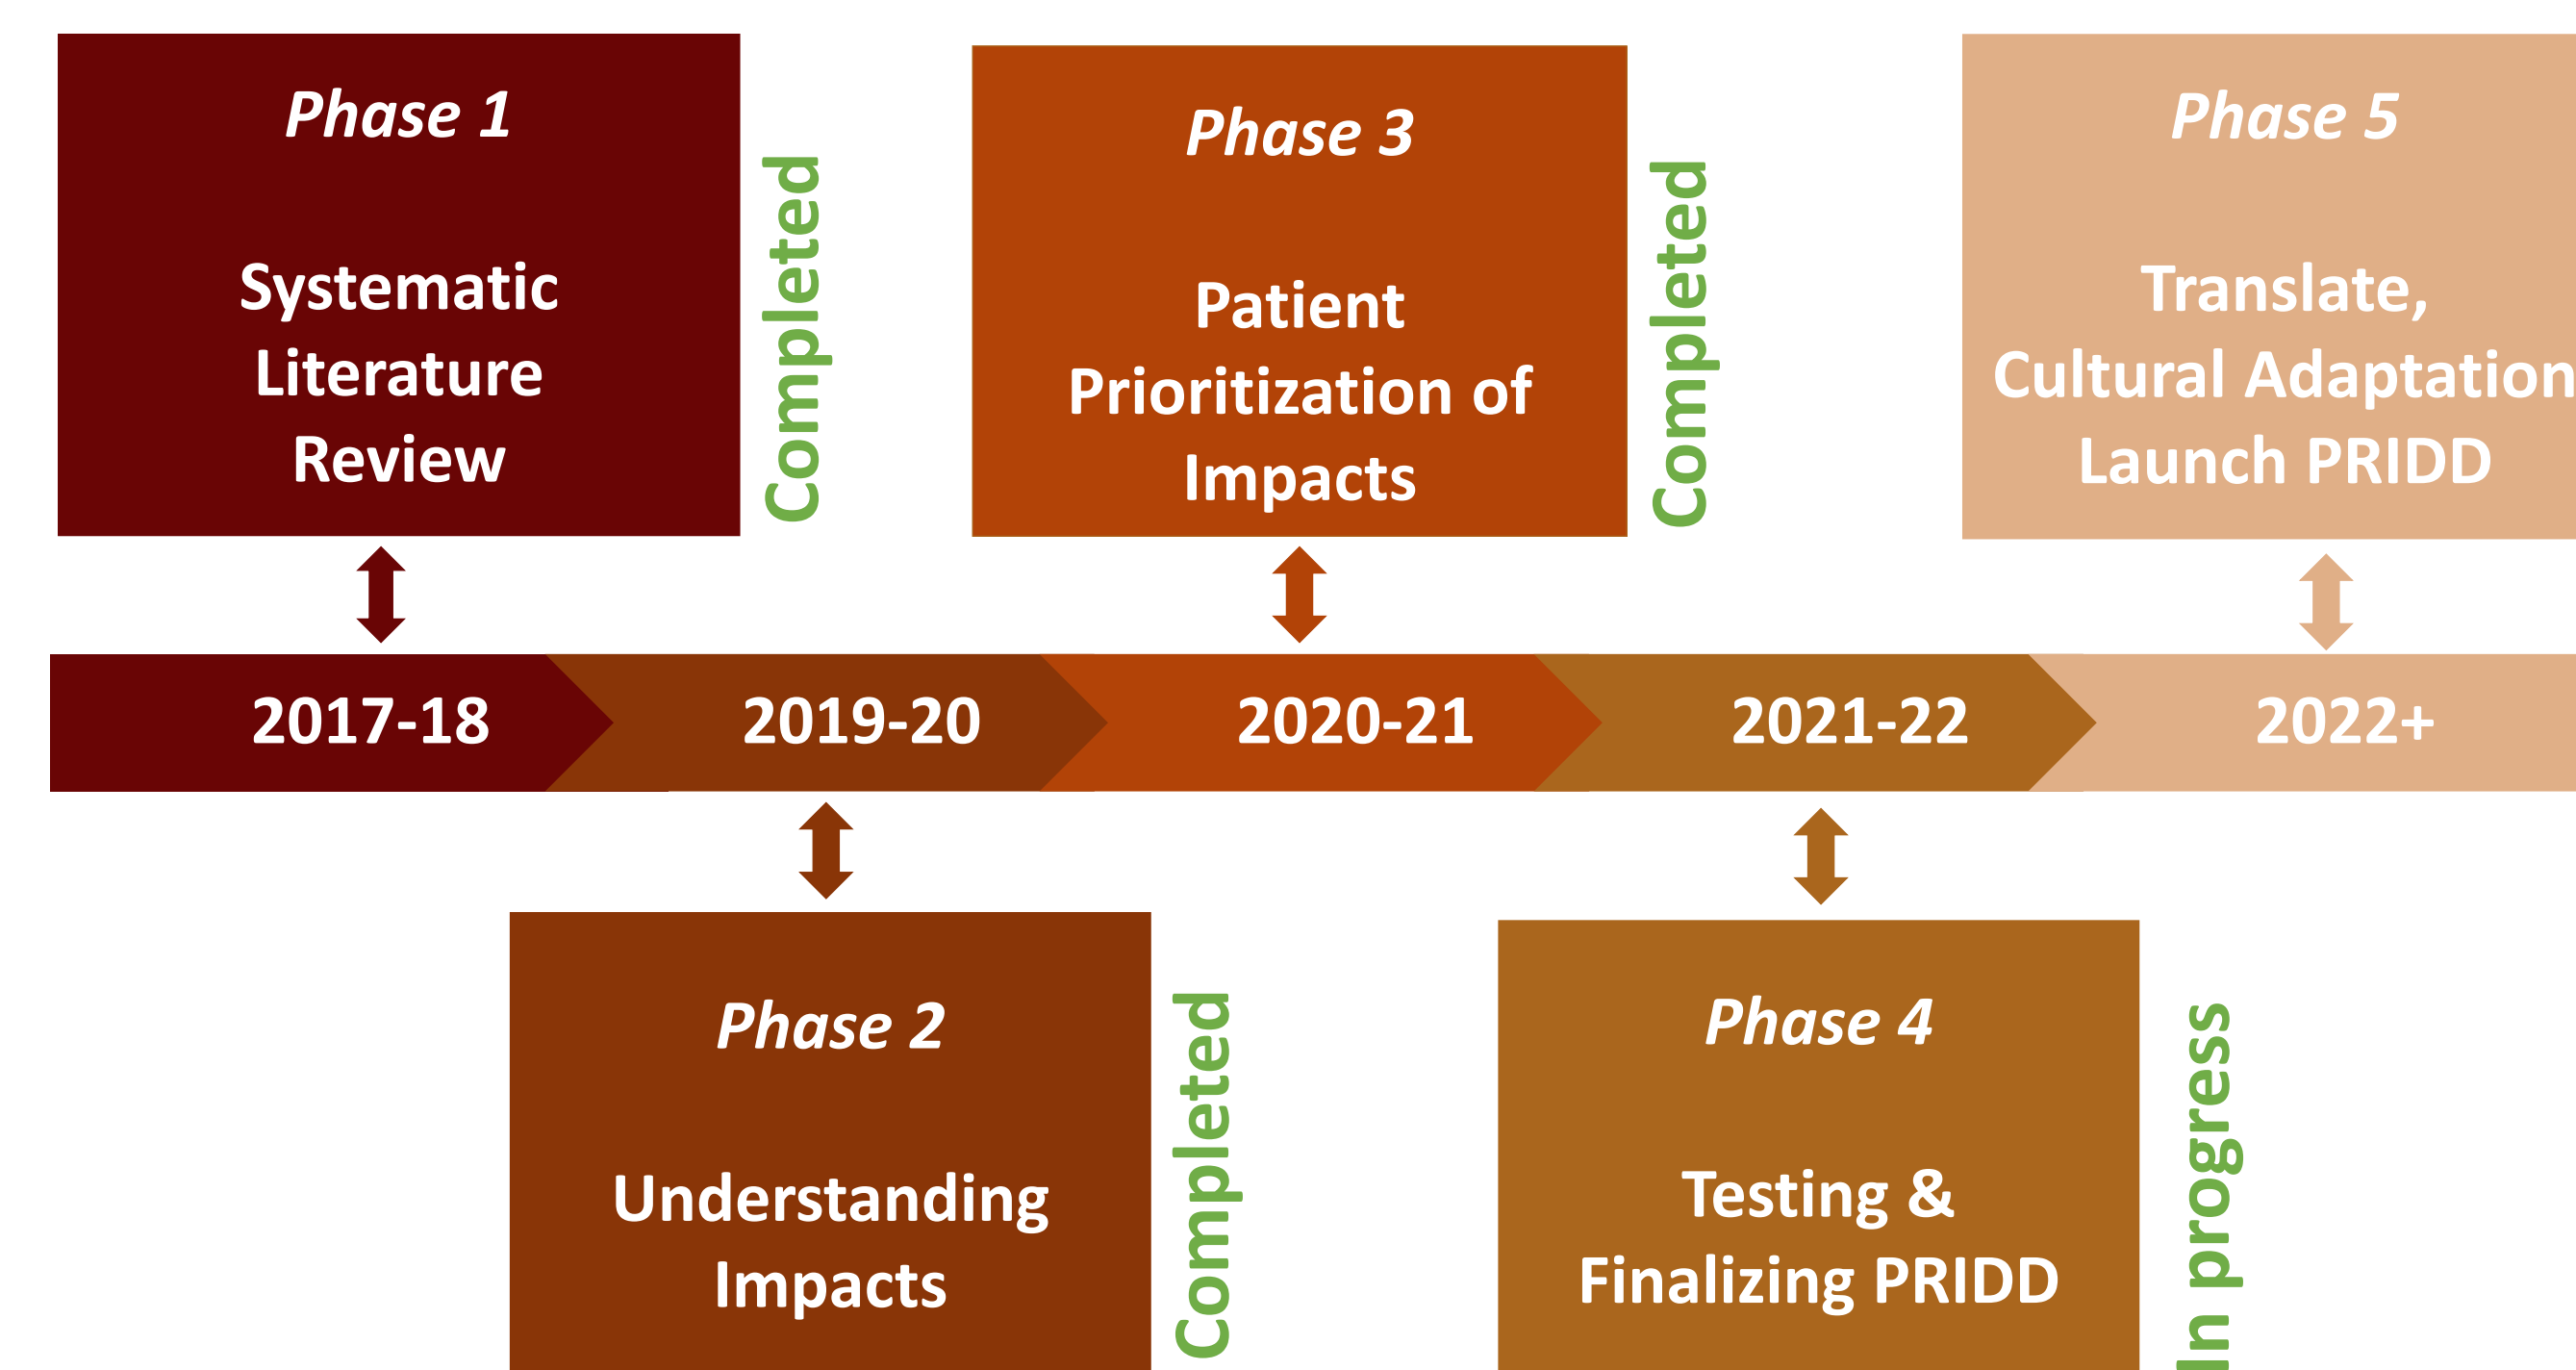 Phase 1
Systematic
Literature
Review
Completed
Phase 3
Patient
Prioritization of
Impacts
Completed
Phase 5
Translate,
Cultural Adaptation
Launch PRIDD
2017-18
2019-20
2020-21
2021-22
2022+
Phase 2
Understanding
Impacts
Completed
Phase 4
Testing &
Finalizing PRIDD
In progress